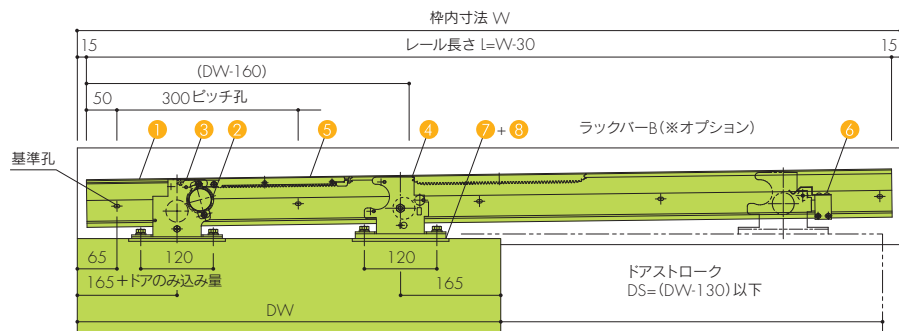 枠内寸法 W
15 レール長さ L=W-30 15
(DW-160)
50 300ピッチ孔
1 3 2 5 4 7+8 ラックバーB(※オプション) 6
基準孔
65 120 120
165 +ドアのみ込み量 165
ドアストローク
DS=(DW-130)以下
DW